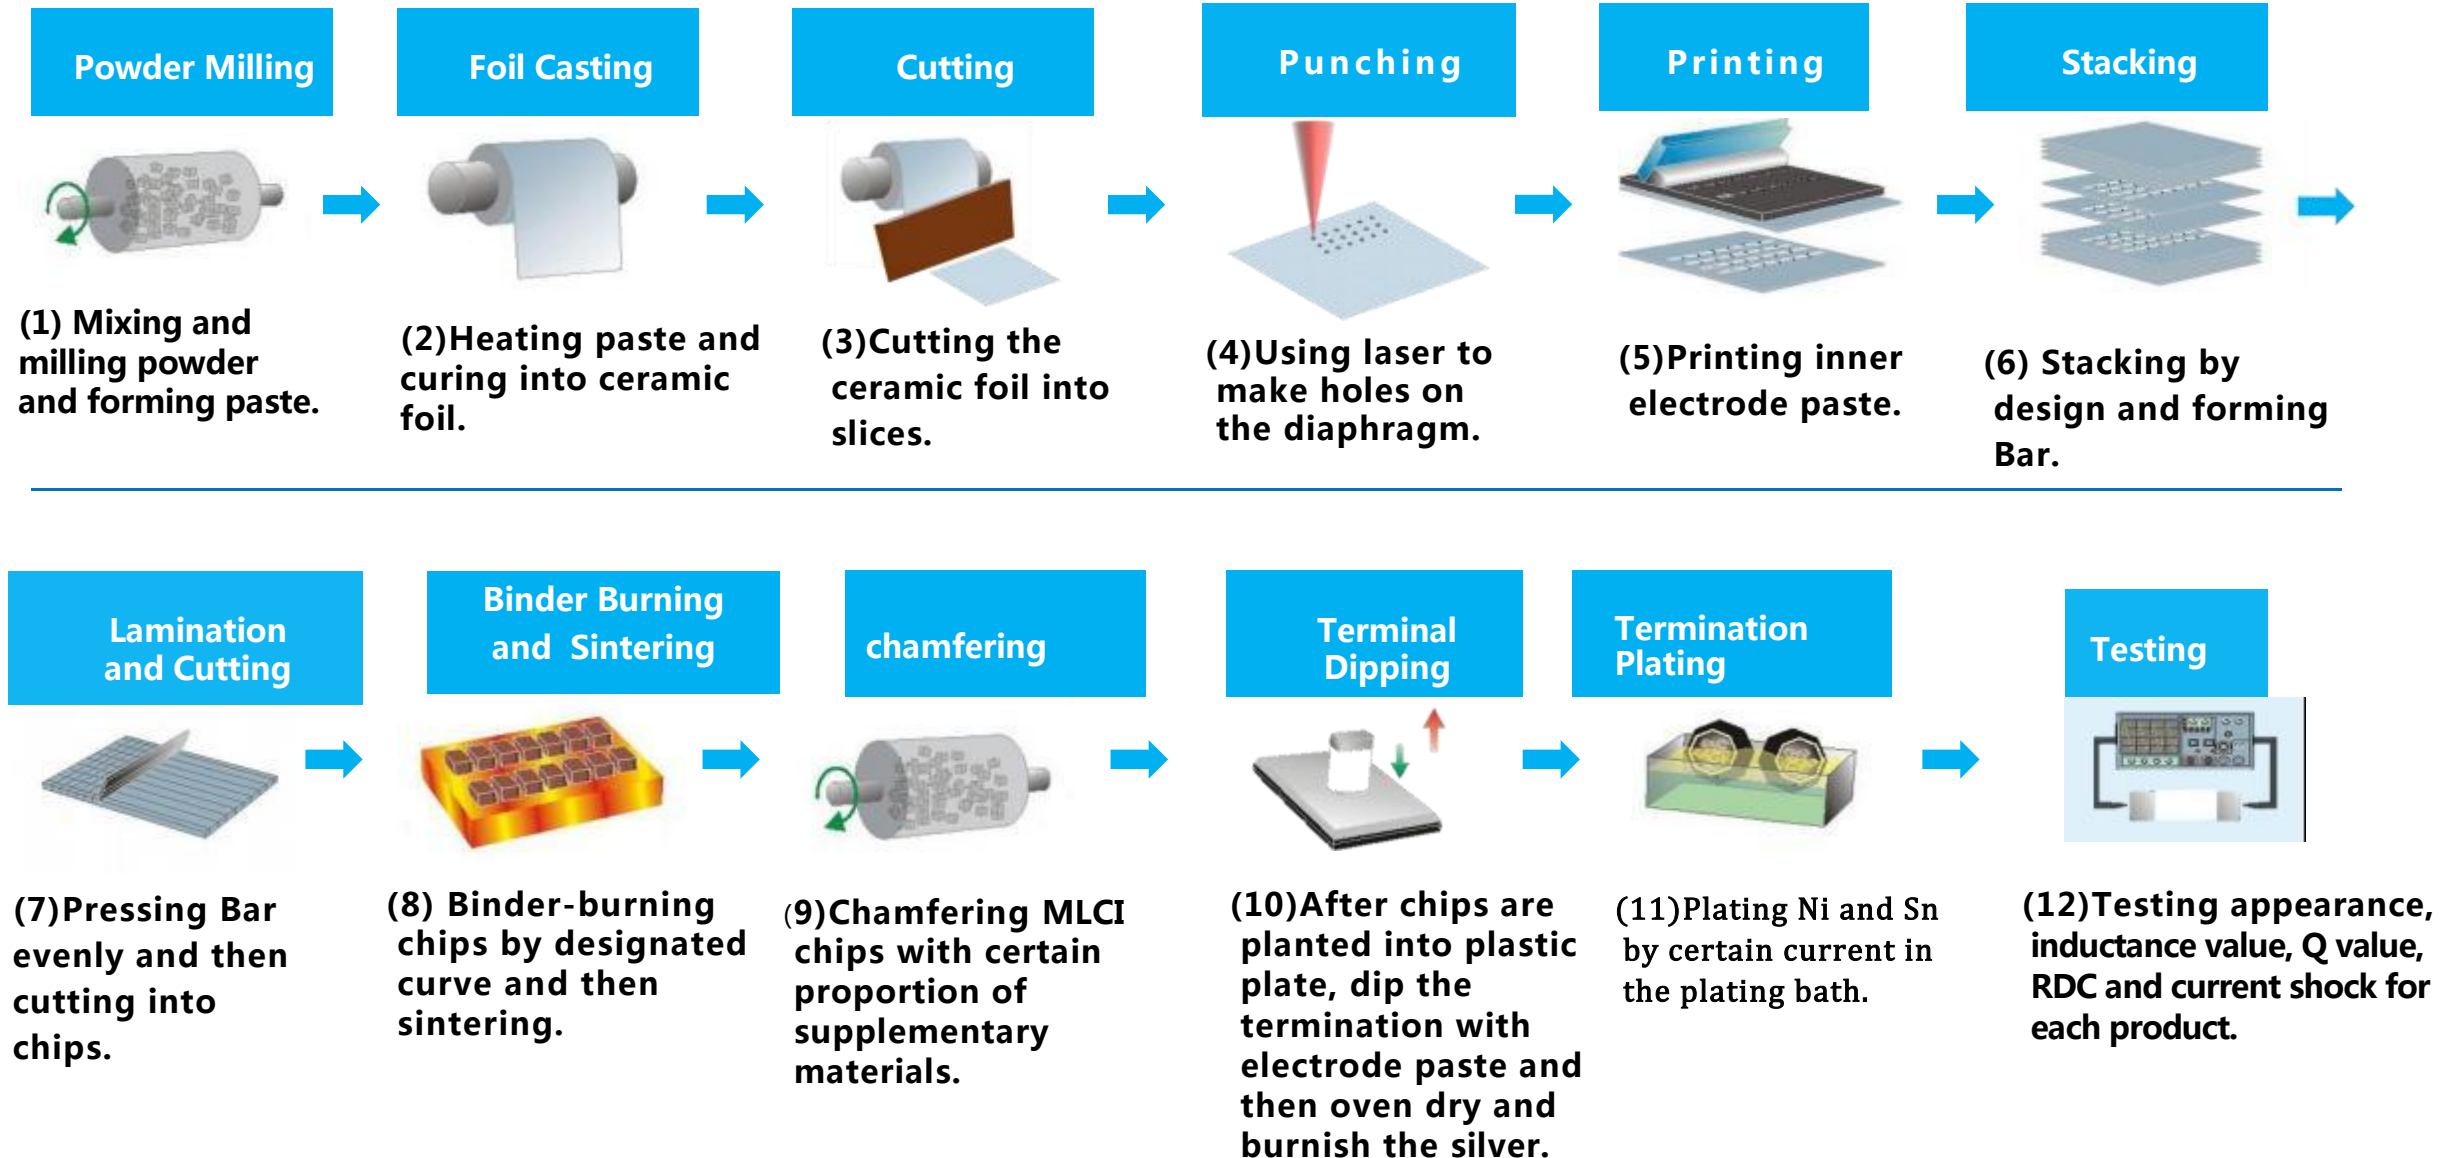 Powder Milling
Foil Casting
Cutting
Punching
Printing
Stacking
(1) Mixing and
milling powder
and forming paste.
(2)Heating paste and
curing into ceramic
foil.
(3)Cutting the
ceramic foil into
slices.
(4)Using laser to
make holes on
the diaphragm.
(5)Printing inner
electrode paste.
(6) Stacking by
design and forming
Bar.
Lamination
and Cutting
Binder Burning
and Sintering
chamfering
Terminal
Dipping
Termination
Plating
Testing
(7)Pressing Bar
evenly and then
cutting into
chips.
(8) Binder-burning
chips by designated
curve and then
sintering.
(9)Chamfering MLCI
chips with certain
proportion of
supplementary
materials.
(10)After chips are
planted into plastic
plate, dip the
termination with
electrode paste and
then oven dry and
burnish the silver.
(11)Plating Ni and Sn
by certain current in
the plating bath.
(12)Testing appearance,
inductance value, Q value,
RDC and current shock for
each product.